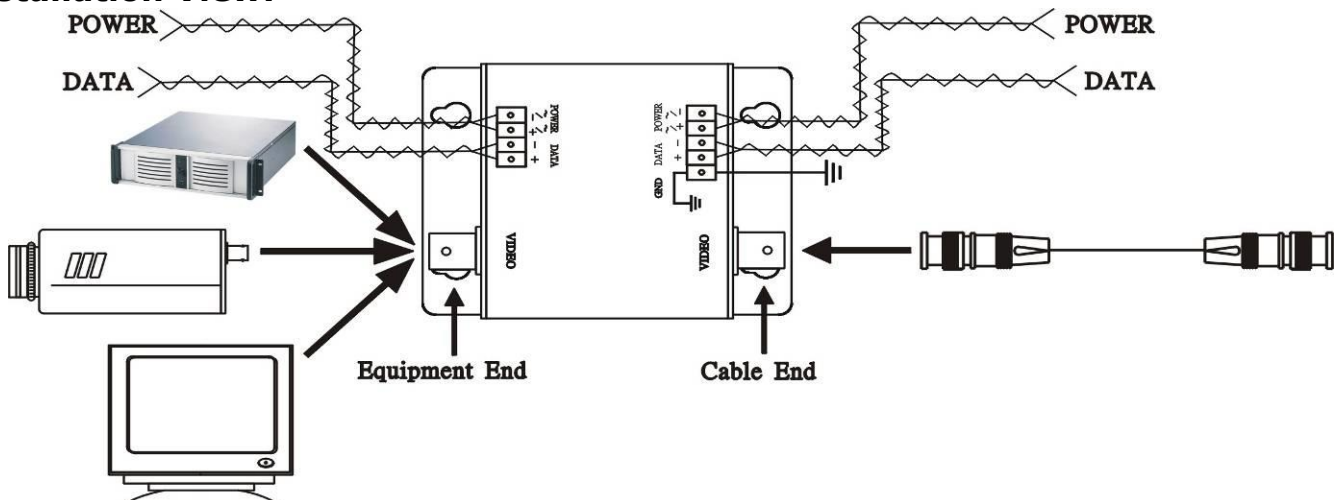 POWER
DATA
POWER
DATA
POWER
~/- ~/+
- +
DATA
VIDEO
POWER
~/- ~/+
DATA
- +
GND
VIDEO
Equipment End
Cable End